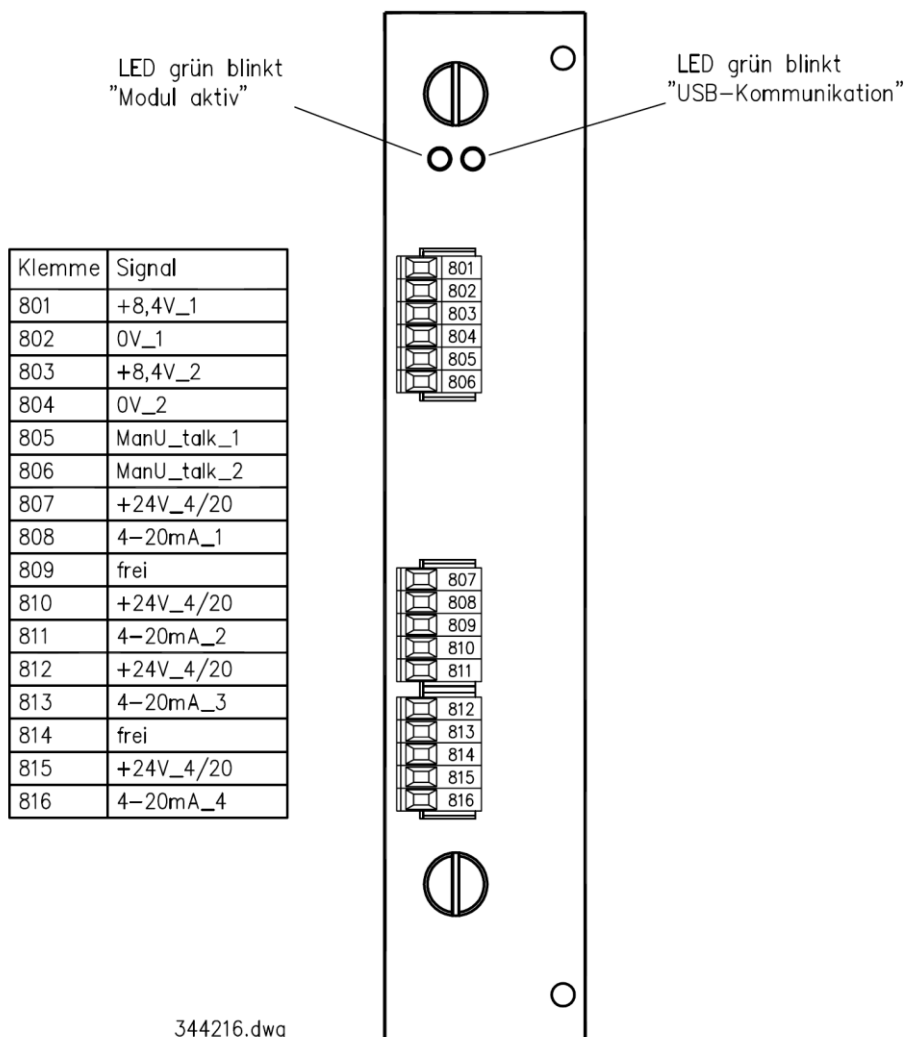 LED grün blinkt
"Modul aktiv"
LED grün blinkt
"USB-Kommunikation"
Klemme Signal
801 +8,4V_1
802 0V_1
803 +8,4V_2
804 0V_2
805 ManU_talk_1
806 ManU_talk_2
807 +24V_4/20
808 4-20mA_1
809 frei
810 +24V_4/20
811 4-20mA_2
812 +24V_4/20
813 4-20mA_3
814 frei
815 +24V_4/20
816 4-20mA_4
801
802
803
804
805
806
807
808
809
810
811
812
813
814
815
816
344216.dwg